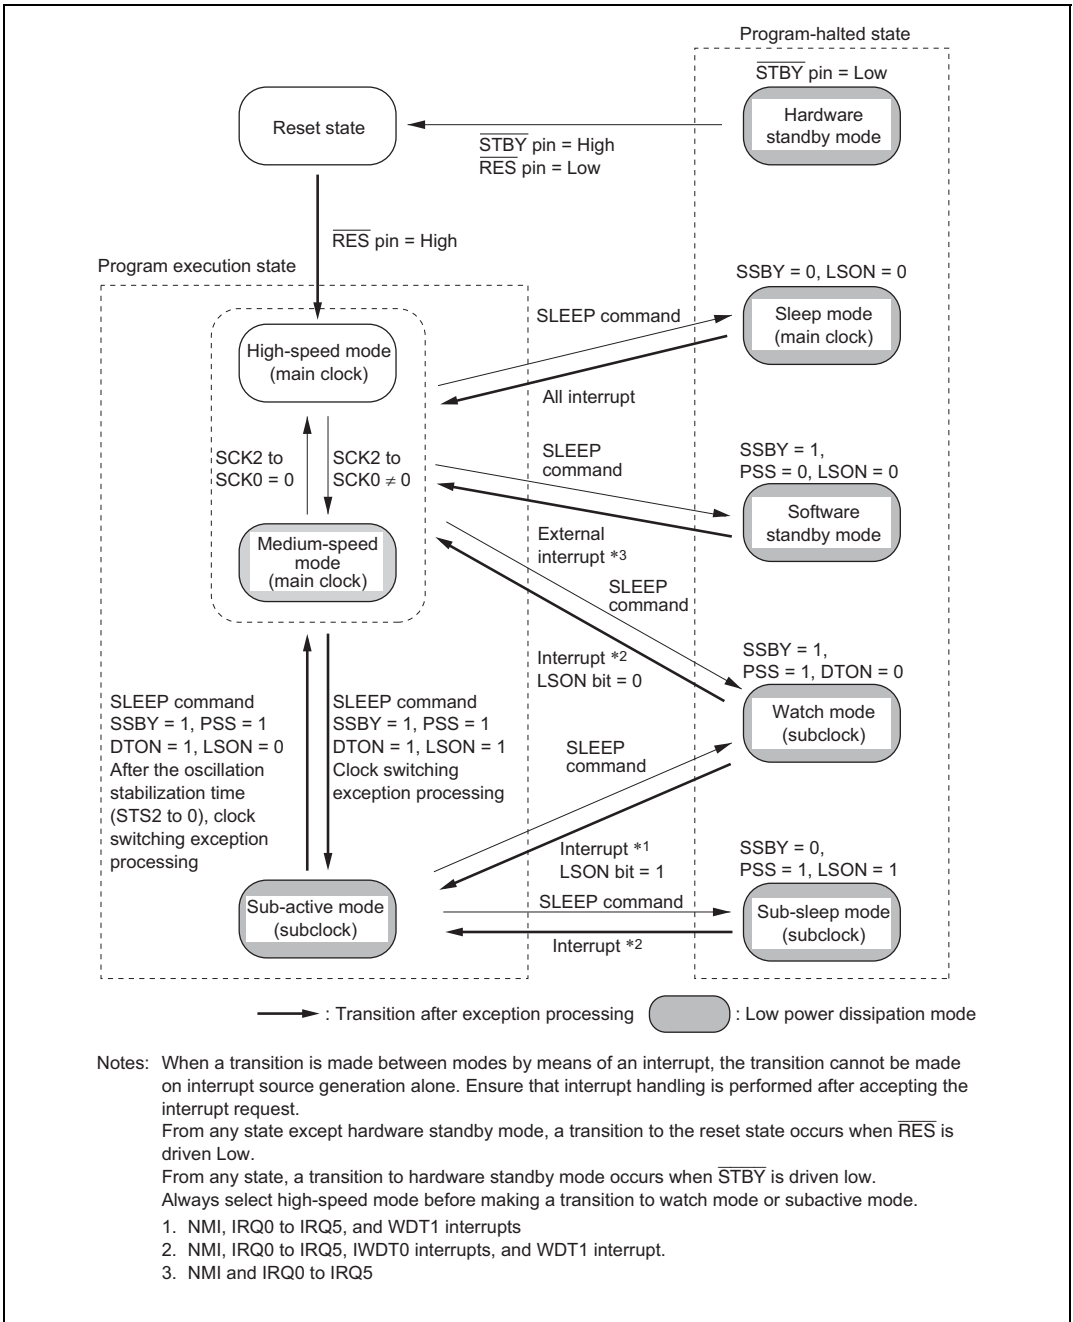 Program-halted state
STBY pin = Low
Hardware
standby mode
Reset state
STBY pin = High
RES pin = Low
RES pin = High
Program execution state
SSBY = 0, LSON = 0
Sleep mode
(main clock)
SLEEP command
All interrupt
High-speed mode
(main clock)
SCK2 to
SCK0 = 0
SCK2 to
SCK0 ≠ 0
Medium-speed
mode
(main clock)
SLEEP
command
SSBY = 1,
PSS = 0, LSON = 0
Software
standby mode
External
interrupt *3
SLEEP
command
Interrupt *2
LSON bit = 0
SSBY = 1,
PSS = 1, DTON = 0
Watch mode
(subclock)
SLEEP command
SSBY = 1, PSS = 1
DTON = 1, LSON = 0
After the oscillation
stabilization time
(STS2 to 0), clock
switching exception
processing
SLEEP command
SSBY = 1, PSS = 1
DTON = 1, LSON = 1
Clock switching
exception processing
SLEEP
command
Interrupt *1
LSON bit = 1
SSBY = 0,
PSS = 1, LSON = 1
Sub-active mode
(subclock)
SLEEP command
Interrupt *2
Sub-sleep mode
(subclock)
: Transition after exception processing
: Low power dissipation mode
Notes: When a transition is made between modes by means of an interrupt, the transition cannot be made
on interrupt source generation alone. Ensure that interrupt handling is performed after accepting the
interrupt request.
From any state except hardware standby mode, a transition to the reset state occurs when RES is
driven Low.
From any state, a transition to hardware standby mode occurs when STBY is driven low.
Always select high-speed mode before making a transition to watch mode or subactive mode.
1. NMI, IRQ0 to IRQ5, and WDT1 interrupts
2. NMI, IRQ0 to IRQ5, IWDT0 interrupts, and WDT1 interrupt.
3. NMI and IRQ0 to IRQ5